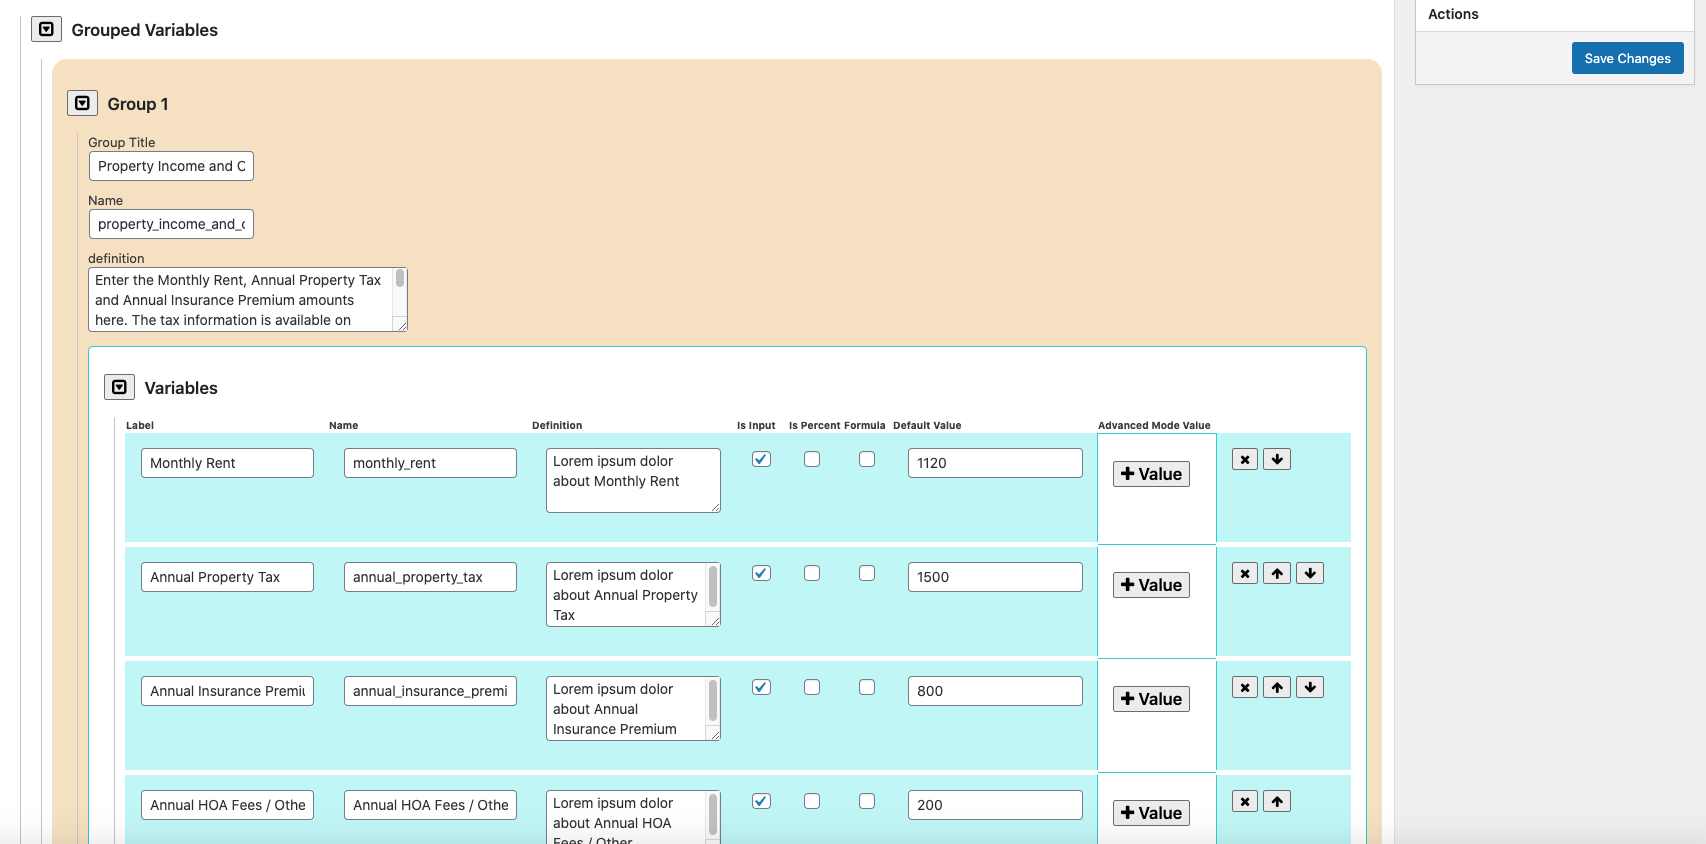 Grouped Variables
Actions
Save Changes
Group 1
Group Title
Property Income and C
Name
property_income_and_c
definition
Enter the Monthly Rent, Annual Property Tax
and Annual Insurance Premium amounts
here. The tax information is available on
Variables
Label Name Definition Is Input Is Percent Formula Default Value Advanced Mode Value
Monthly Rent monthly_rent Lorem ipsum dolor 1120 Value
about Monthly Rent
Annual Property Tax annual_property_tax Lorem ipsum dolor 1500 Value
about Annual Property
Tax
Annual Insurance Premiu annual_insurance_premi Lorem ipsum dolor 800 Value
about Annual
Insurance Premium
Annual HOA Fees / Othe Annual HOA Fees / Othe Lorem ipsum dolor 200 Value
about Annual HOA
Fees / Other